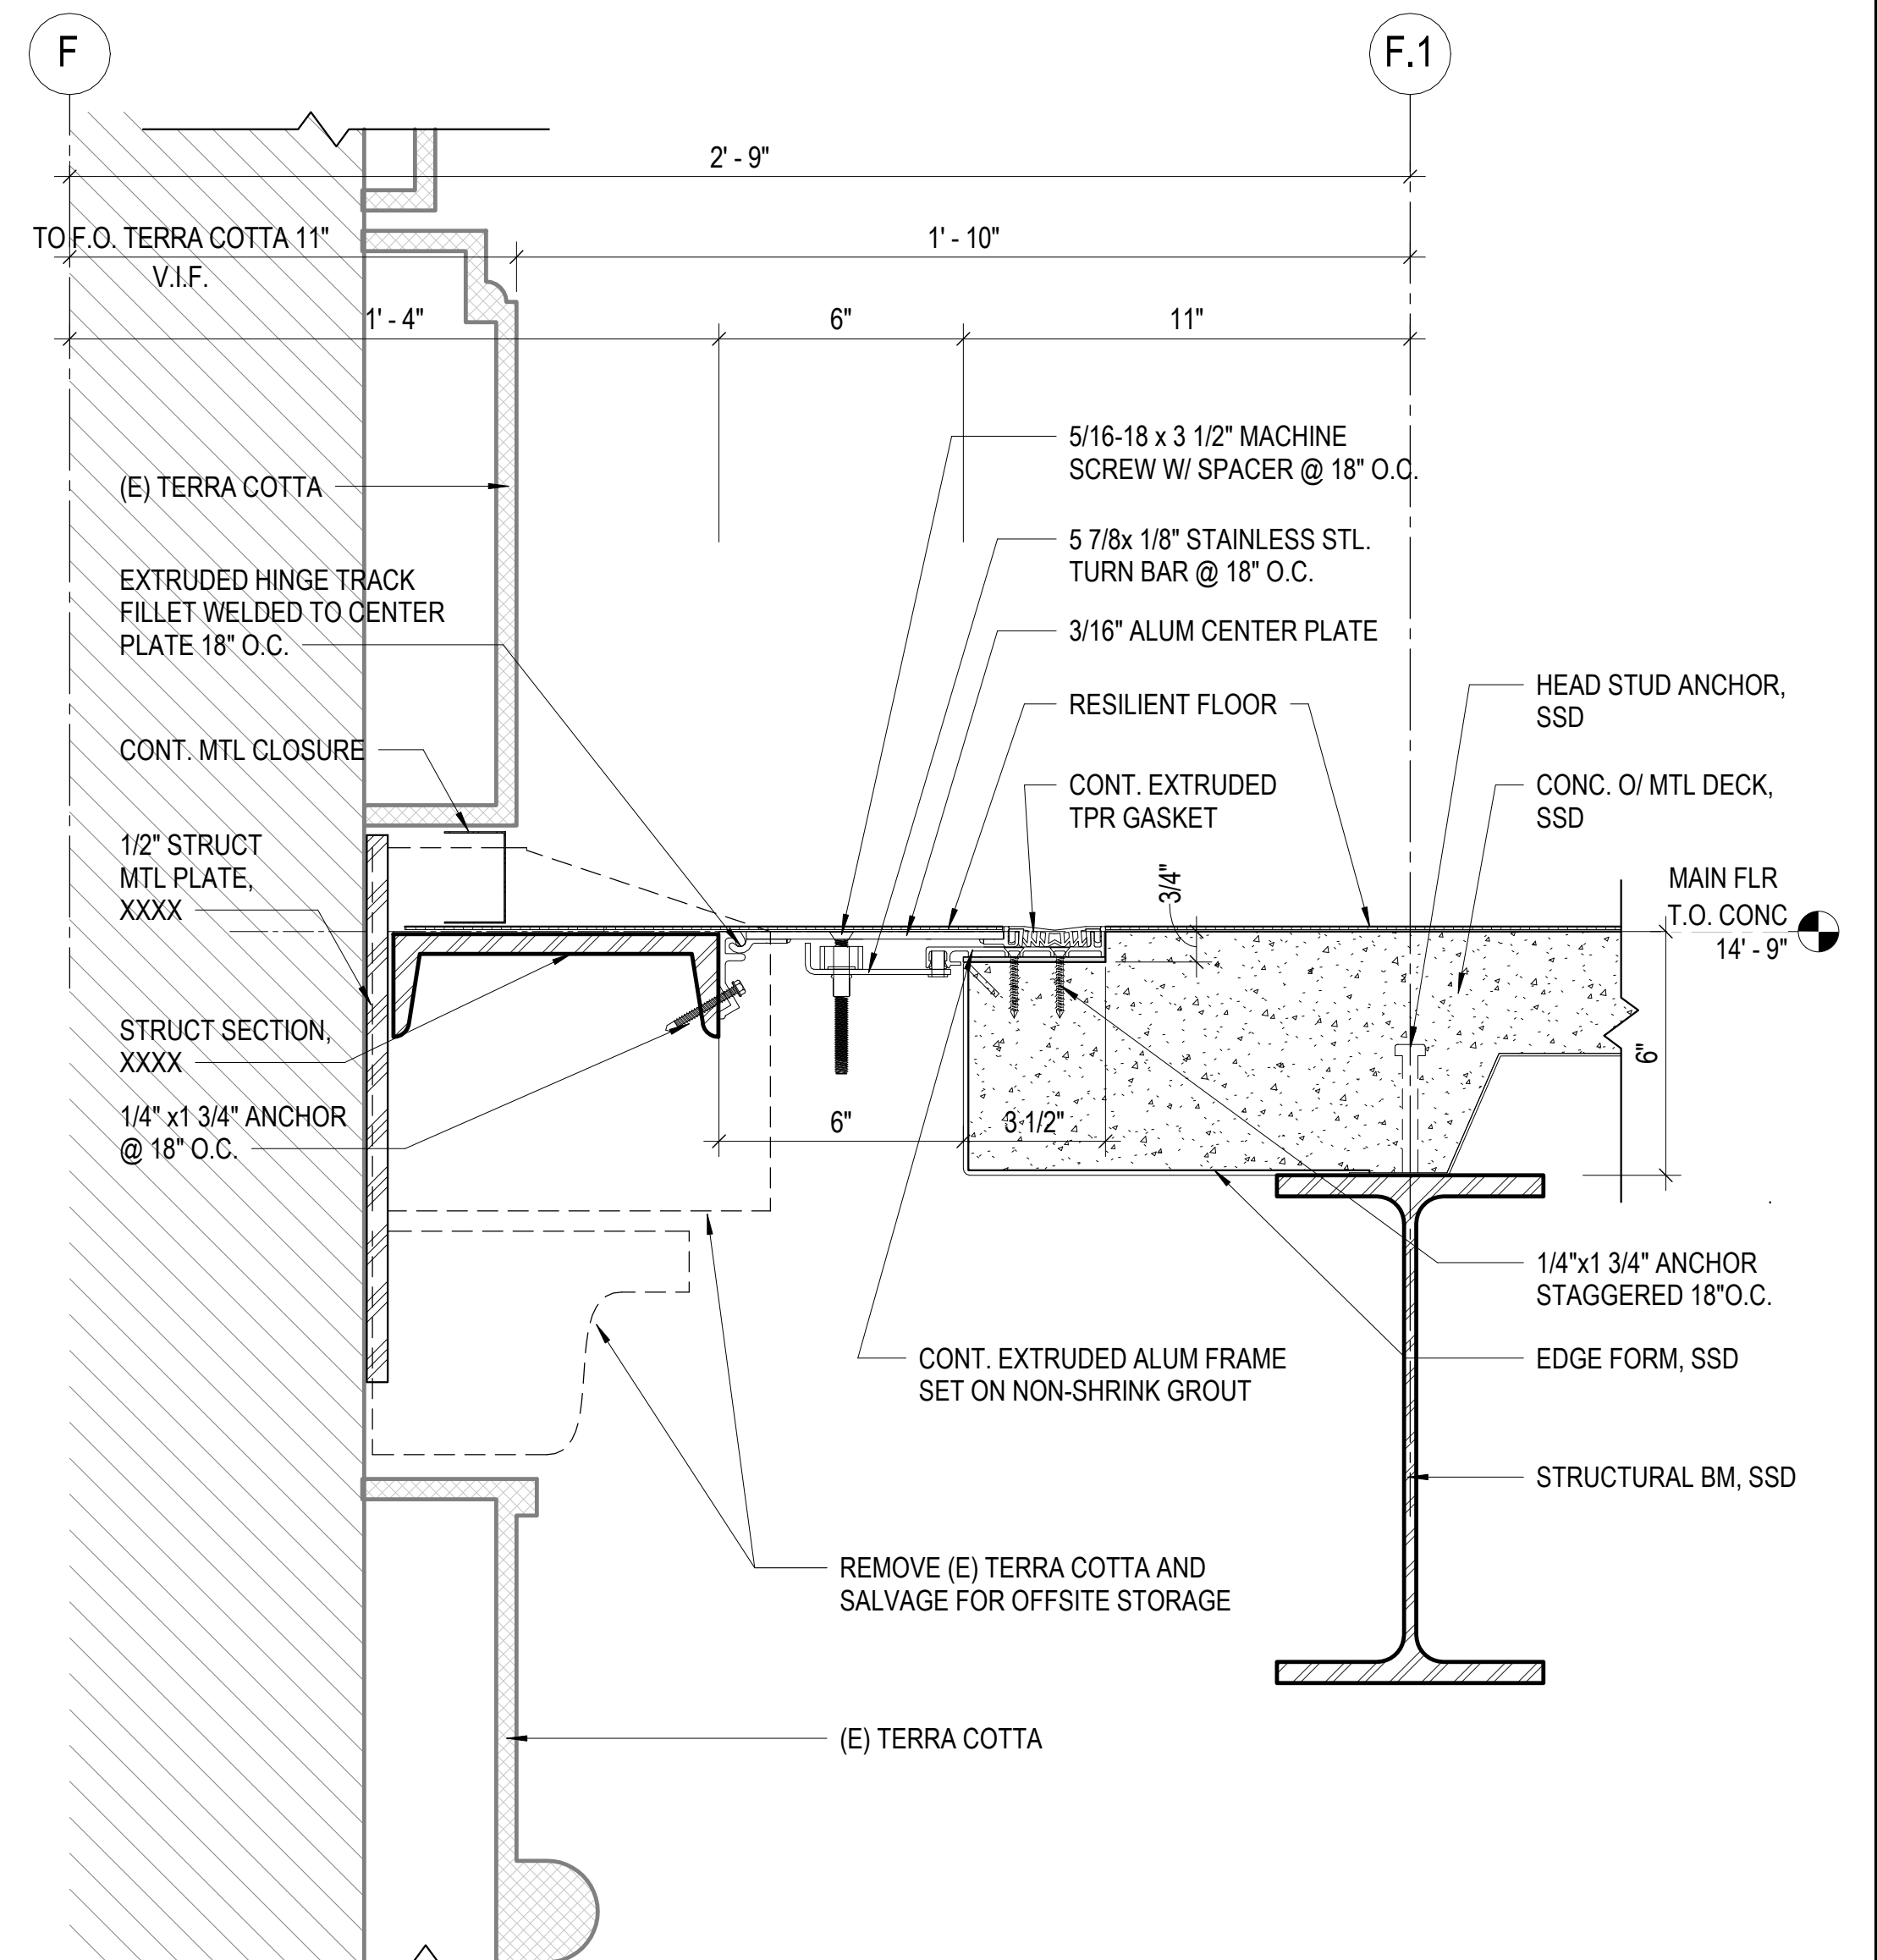 F
F.1
2' - 9"
TO F.O. TERRA COTTA 11"
V.I.F.
1' - 10"
1' - 4"
6"
11"
5/16-18 x 3 1/2" MACHINE
SCREW W/ SPACER @ 18" O.C.
(E) TERRA COTTA
5 7/8x 1/8" STAINLESS STL.
TURN BAR @ 18" O.C.
EXTRUDED HINGE TRACK
FILLET WELDED TO CENTER
PLATE 18" O.C.
3/16" ALUM CENTER PLATE
RESILIENT FLOOR
HEAD STUD ANCHOR,
SSD
CONT. MTL CLOSURE
CONT. EXTRUDED
TPR GASKET
CONC. O/ MTL DECK,
SSD
1/2" STRUCT
MTL PLATE,
XXXX
3/4"
MAIN FLR
T.O. CONC
14' - 9"
STRUCT SECTION,
XXXX
6"
1/4" x1 3/4" ANCHOR
@ 18" O.C.
6"
3 1/2"
1/4"x1 3/4" ANCHOR
STAGGERED 18"O.C.
CONT. EXTRUDED ALUM FRAME
SET ON NON-SHRINK GROUT
EDGE FORM, SSD
STRUCTURAL BM, SSD
REMOVE (E) TERRA COTTA AND
SALVAGE FOR OFFSITE STORAGE
(E) TERRA COTTA